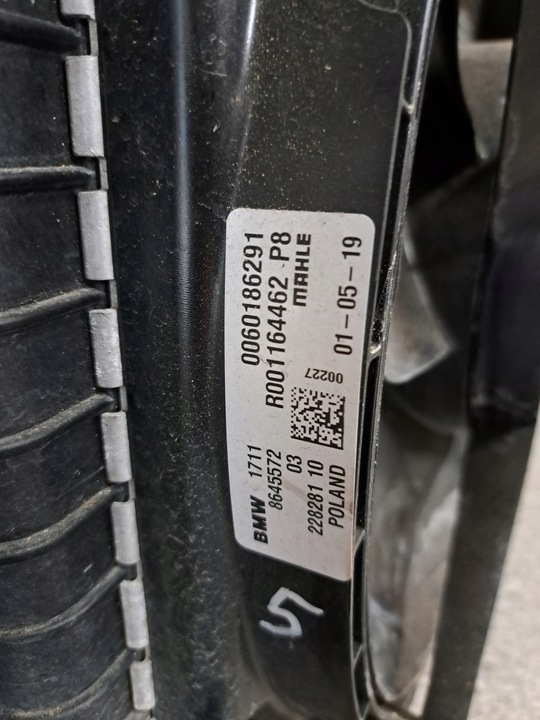 0060186291
R001164462 P8
MAHLE
01-05-19
00227
BMW 1711
8645572
03
228281 10
POLAND
5